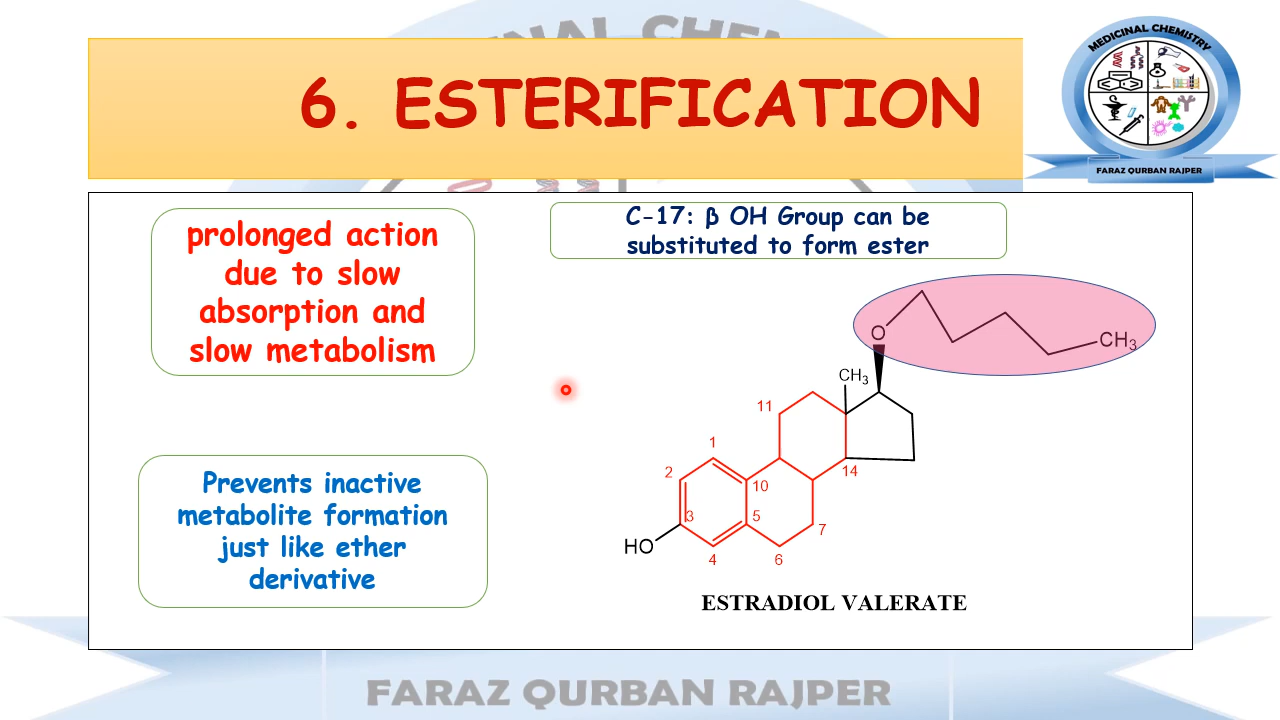 6. ESTERIFICATION
MEDICINAL CHEMISTRY
FARAZ QURBAN RAJPER
prolonged action
due to slow
absorption and
slow metabolism
C-17: β OH Group can be
substituted to form ester
O
CH3
CH3
11
1
2
10
14
3
5
7
HO
4
6
Prevents inactive
metabolite formation
just like ether
derivative
ESTRADIOL VALERATE
FARAZ QURBAN RAJPER